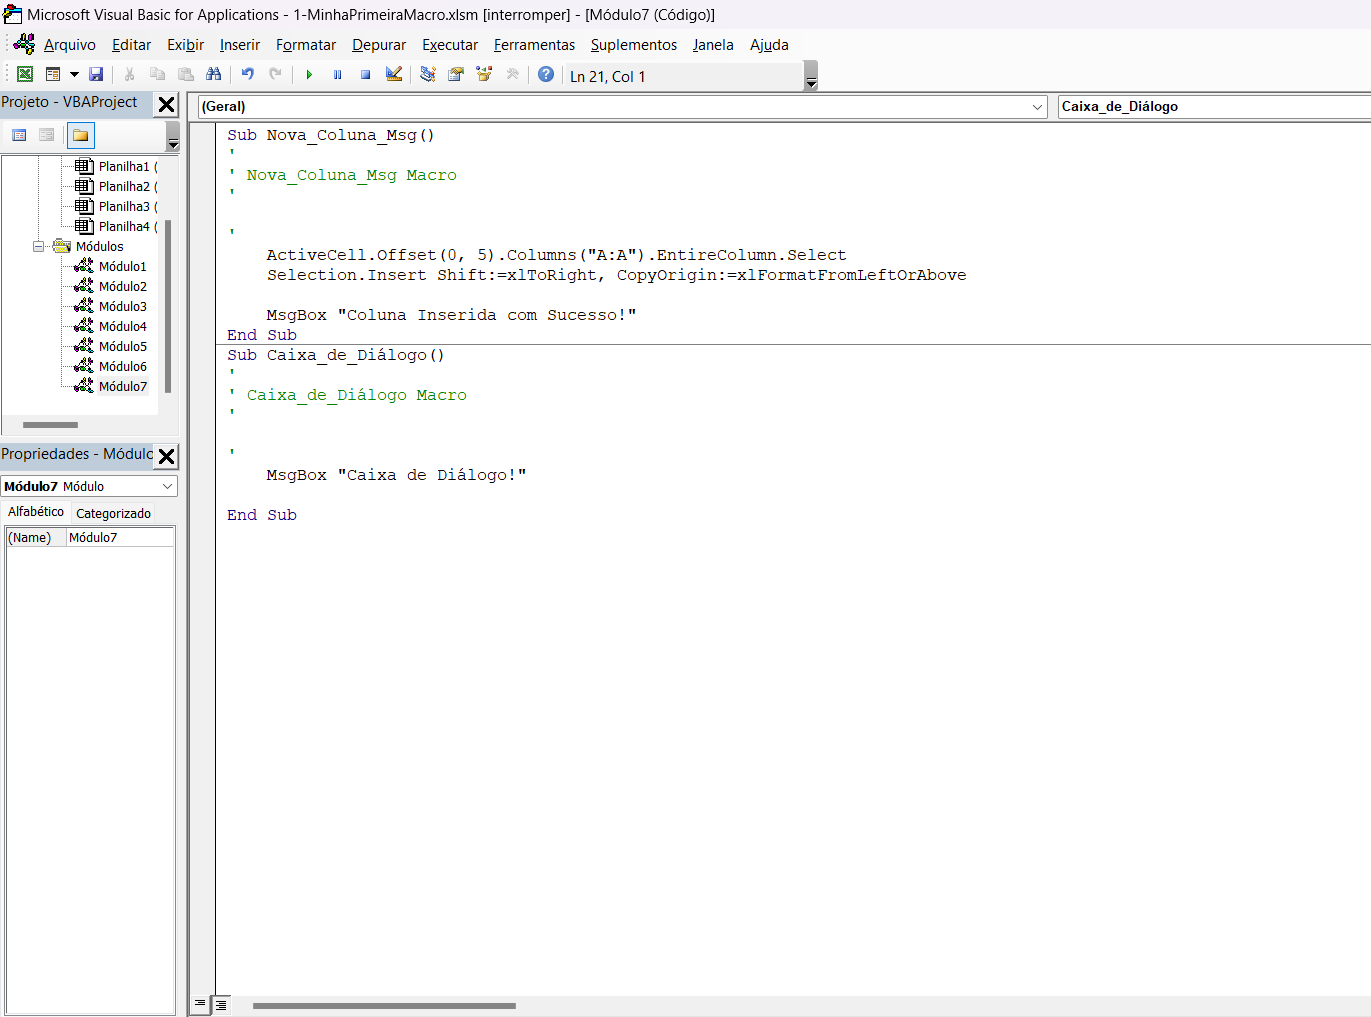 Microsoft Visual Basic for Applications - 1-MinhaPrimeiraMacro.xlsm [interromper] - [Módulo7 (Código)]
Arquivo Editar Exibir Inserir Formatar Depurar Executar Ferramentas Suplementos Janela Ajuda
Ln 21, Col 1
Projeto - VBAProject
Planilha1 (
Planilha2 (
Planilha3 (
Planilha4 (
Módulos
Módulo1
Módulo2
Módulo3
Módulo4
Módulo5
Módulo6
Módulo7
Propriedades - Módulo
Módulo7 Módulo
Alfabético Categorizado
(Name) Módulo7
(Geral) Caixa_de_Diálogo
Sub Nova_Coluna_Msg()
'
' Nova_Coluna_Msg Macro
'
'
ActiveCell.Offset(0, 5).Columns("A:A").EntireColumn.Select
Selection.Insert Shift:=xlToRight, CopyOrigin:=xlFormatFromLeftOrAbove
MsgBox "Coluna Inserida com Sucesso!"
End Sub
Sub Caixa_de_Diálogo()
'
' Caixa_de_Diálogo Macro
'
'
MsgBox "Caixa de Diálogo!"
End Sub